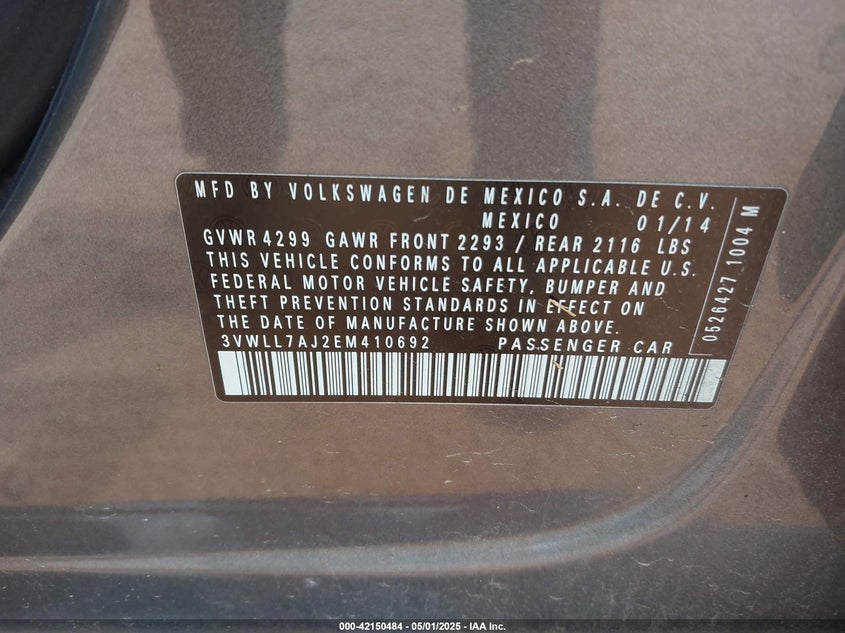 MFD BY VOLKSWAGEN DE MEXICO S.A. DE C.V.
MEXICO 01/14
GVWR 4299 GAWR FRONT 2293 / REAR 2116 LBS
THIS VEHICLE CONFORMS TO ALL APPLICABLE U.S.
FEDERAL MOTOR VEHICLE SAFETY, BUMPER AND
THEFT PREVENTION STANDARDS IN EFFECT ON
THE DATE OF MANUFACTURE SHOWN ABOVE.
3VWLL7AJ2EM410692 PASSENGER CAR
0526427 1004 M
000-42150484 - 05/01/2025 - IAA Inc.